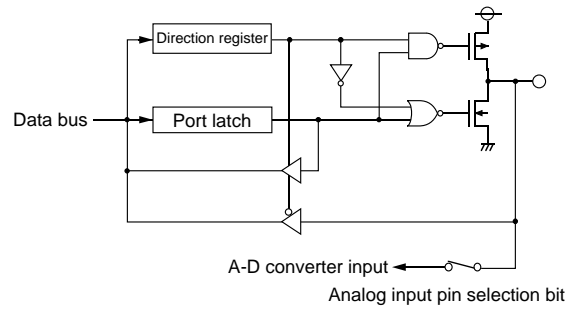 Direction register
Data bus
Port latch
A-D converter input
Analog input pin selection bit